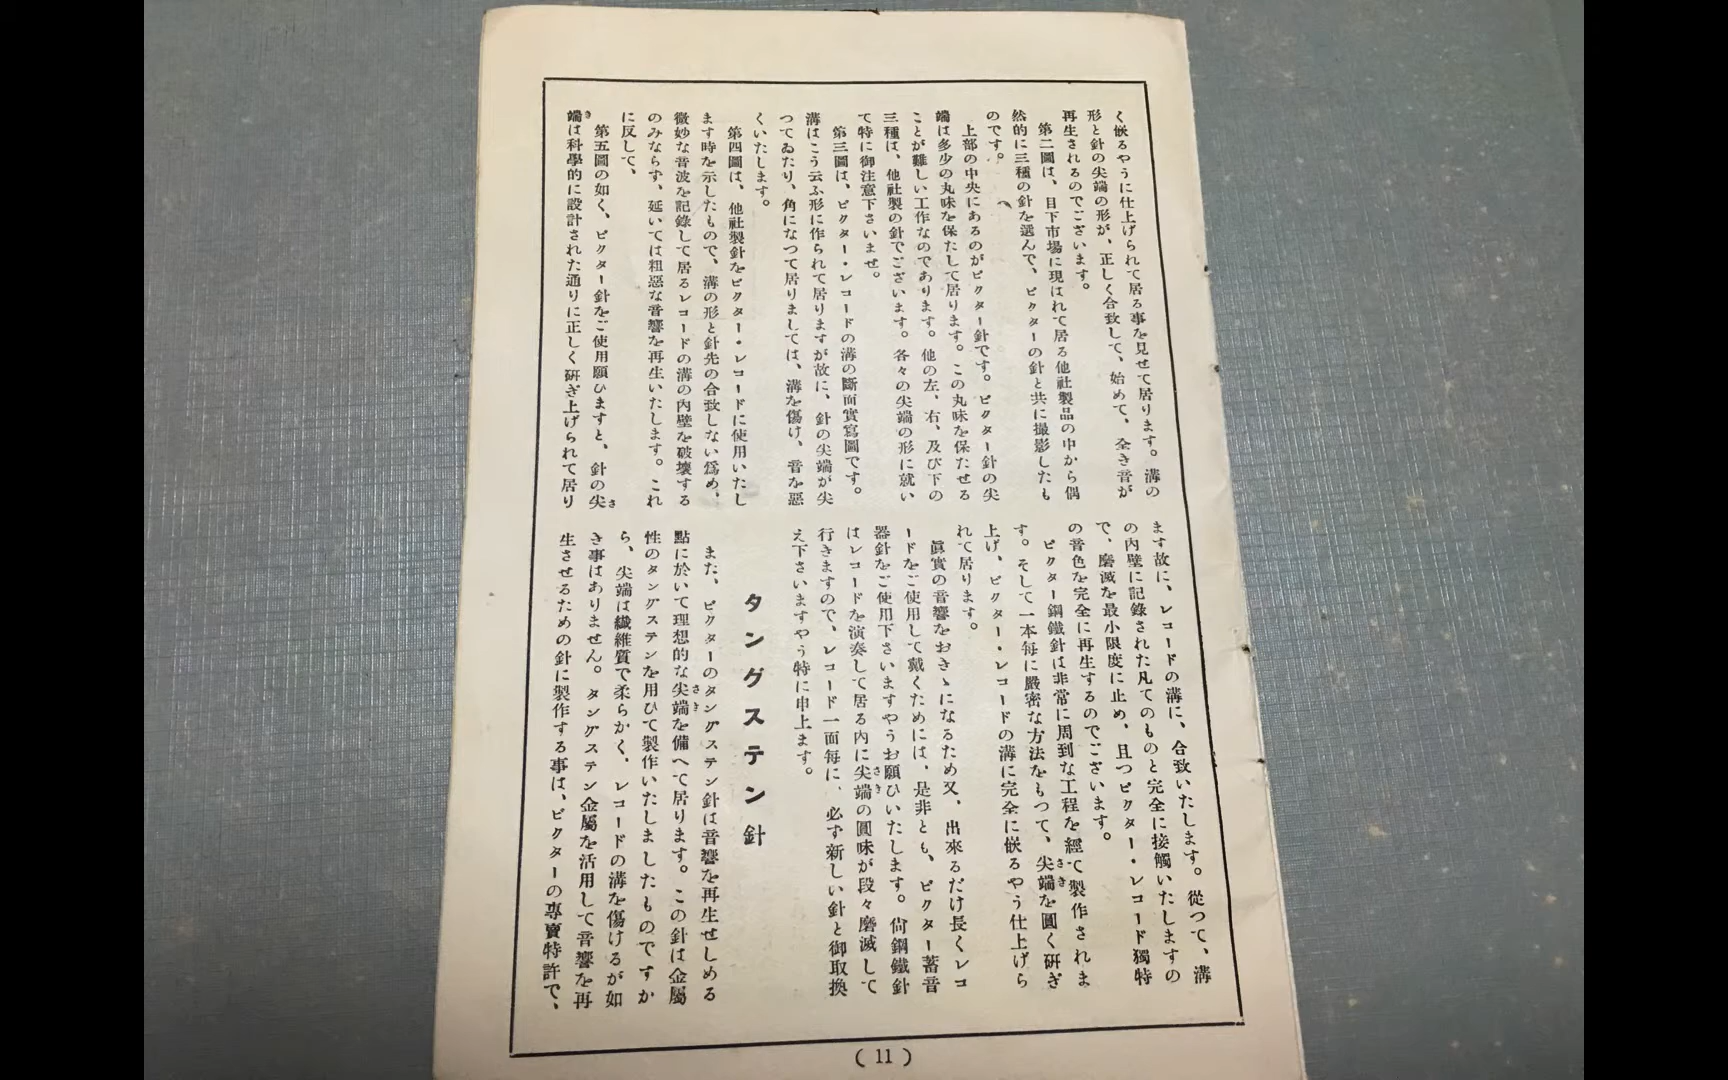 く嵌るやうに仕上げられて居る事を見せて居ります。溝の
形と針の尖端の形が、正しく合致して、始めて、全き音が
再生されるのでございます。
第二圖は、目下市場に現はれて居る他社製品の中から偶
然的に三種の針を選んで、ビクターの針と共に撮影したも
のです。
上部の中央にあるのがビクター針です。ビクター針の尖
端は多少の丸味を保たして居ります。この丸味を保たせる
ことが難しい工作なのであります。他の左、右、及び下の
三種は、他社製の針でございます。各々の尖端の形に就い
て特に御注意下さいませ。
第三圖は、ビクター・レコードの溝の斷面實寫圖です。
溝はこう云ふ形に作られて居りますが故に、針の尖端が尖
つてゐたり、角になつて居りましては、溝を傷け、音を惡
くいたします。
第四圖は、他社製針をビクター・レコードに使用いたし
ます時を示したもので、溝の形と針先の合致しない爲め、
微妙な音波を記錄して居るレコードの溝の內壁を破壞する
のみならず、延いては粗惡な音響を再生いたします。これ
に反して、
第五圖の如く、ビクター針をご使用願ひますと、針の尖
端は科學的に設計された通りに正しく研ぎ上げられて居り
ます故に、レコードの溝に、合致いたします。從つて、溝
の內壁に記錄された凡てのものと完全に接觸いたしますの
で、磨滅を最小限度に止め、且つビクター・レコード獨特
の音色を完全に再生するのでございます。
ビクター鋼鐵針は非常に周到な工程を經て製作されま
す。そして一本每に嚴密な方法をもつて、尖端を圓く研ぎ
上げ、ビクター・レコードの溝に完全に嵌るやう仕上げら
れて居ります。
眞實の音響をおきゝになるため又、出來るだけ長くレコ
ードをご使用して戴くためには、是非とも、ビクター蓄音
器針をご使用下さいますやうお願ひいたします。尙鋼鐵針
はレコードを演奏して居る內に尖端の圓味が段々磨滅して
行きますので、レコード一面每に、必ず新しい針と御取換
え下さいますやう特に申上ます。
タングステン針
また、ビクターのタングステン針は音響を再生せしめる
點に於いて理想的な尖端を備へて居ります。この針は金屬
性のタングステンを用ひて製作いたしましたものですか
ら、尖端は纖維質で柔らかく、レコードの溝を傷けるが如
き事はありません。タングステン金屬を活用して音響を再
生させるための針に製作する事は、ビクターの專賣特許で、
( 11 )